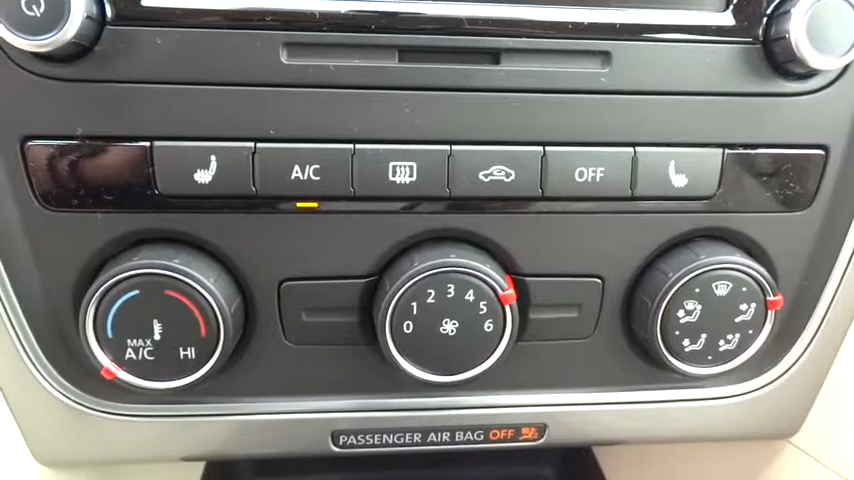 A/C
OFF
MAX
A/C
HI
0 1 2 3 4 5 6
PASSENGER AIR BAG OFF